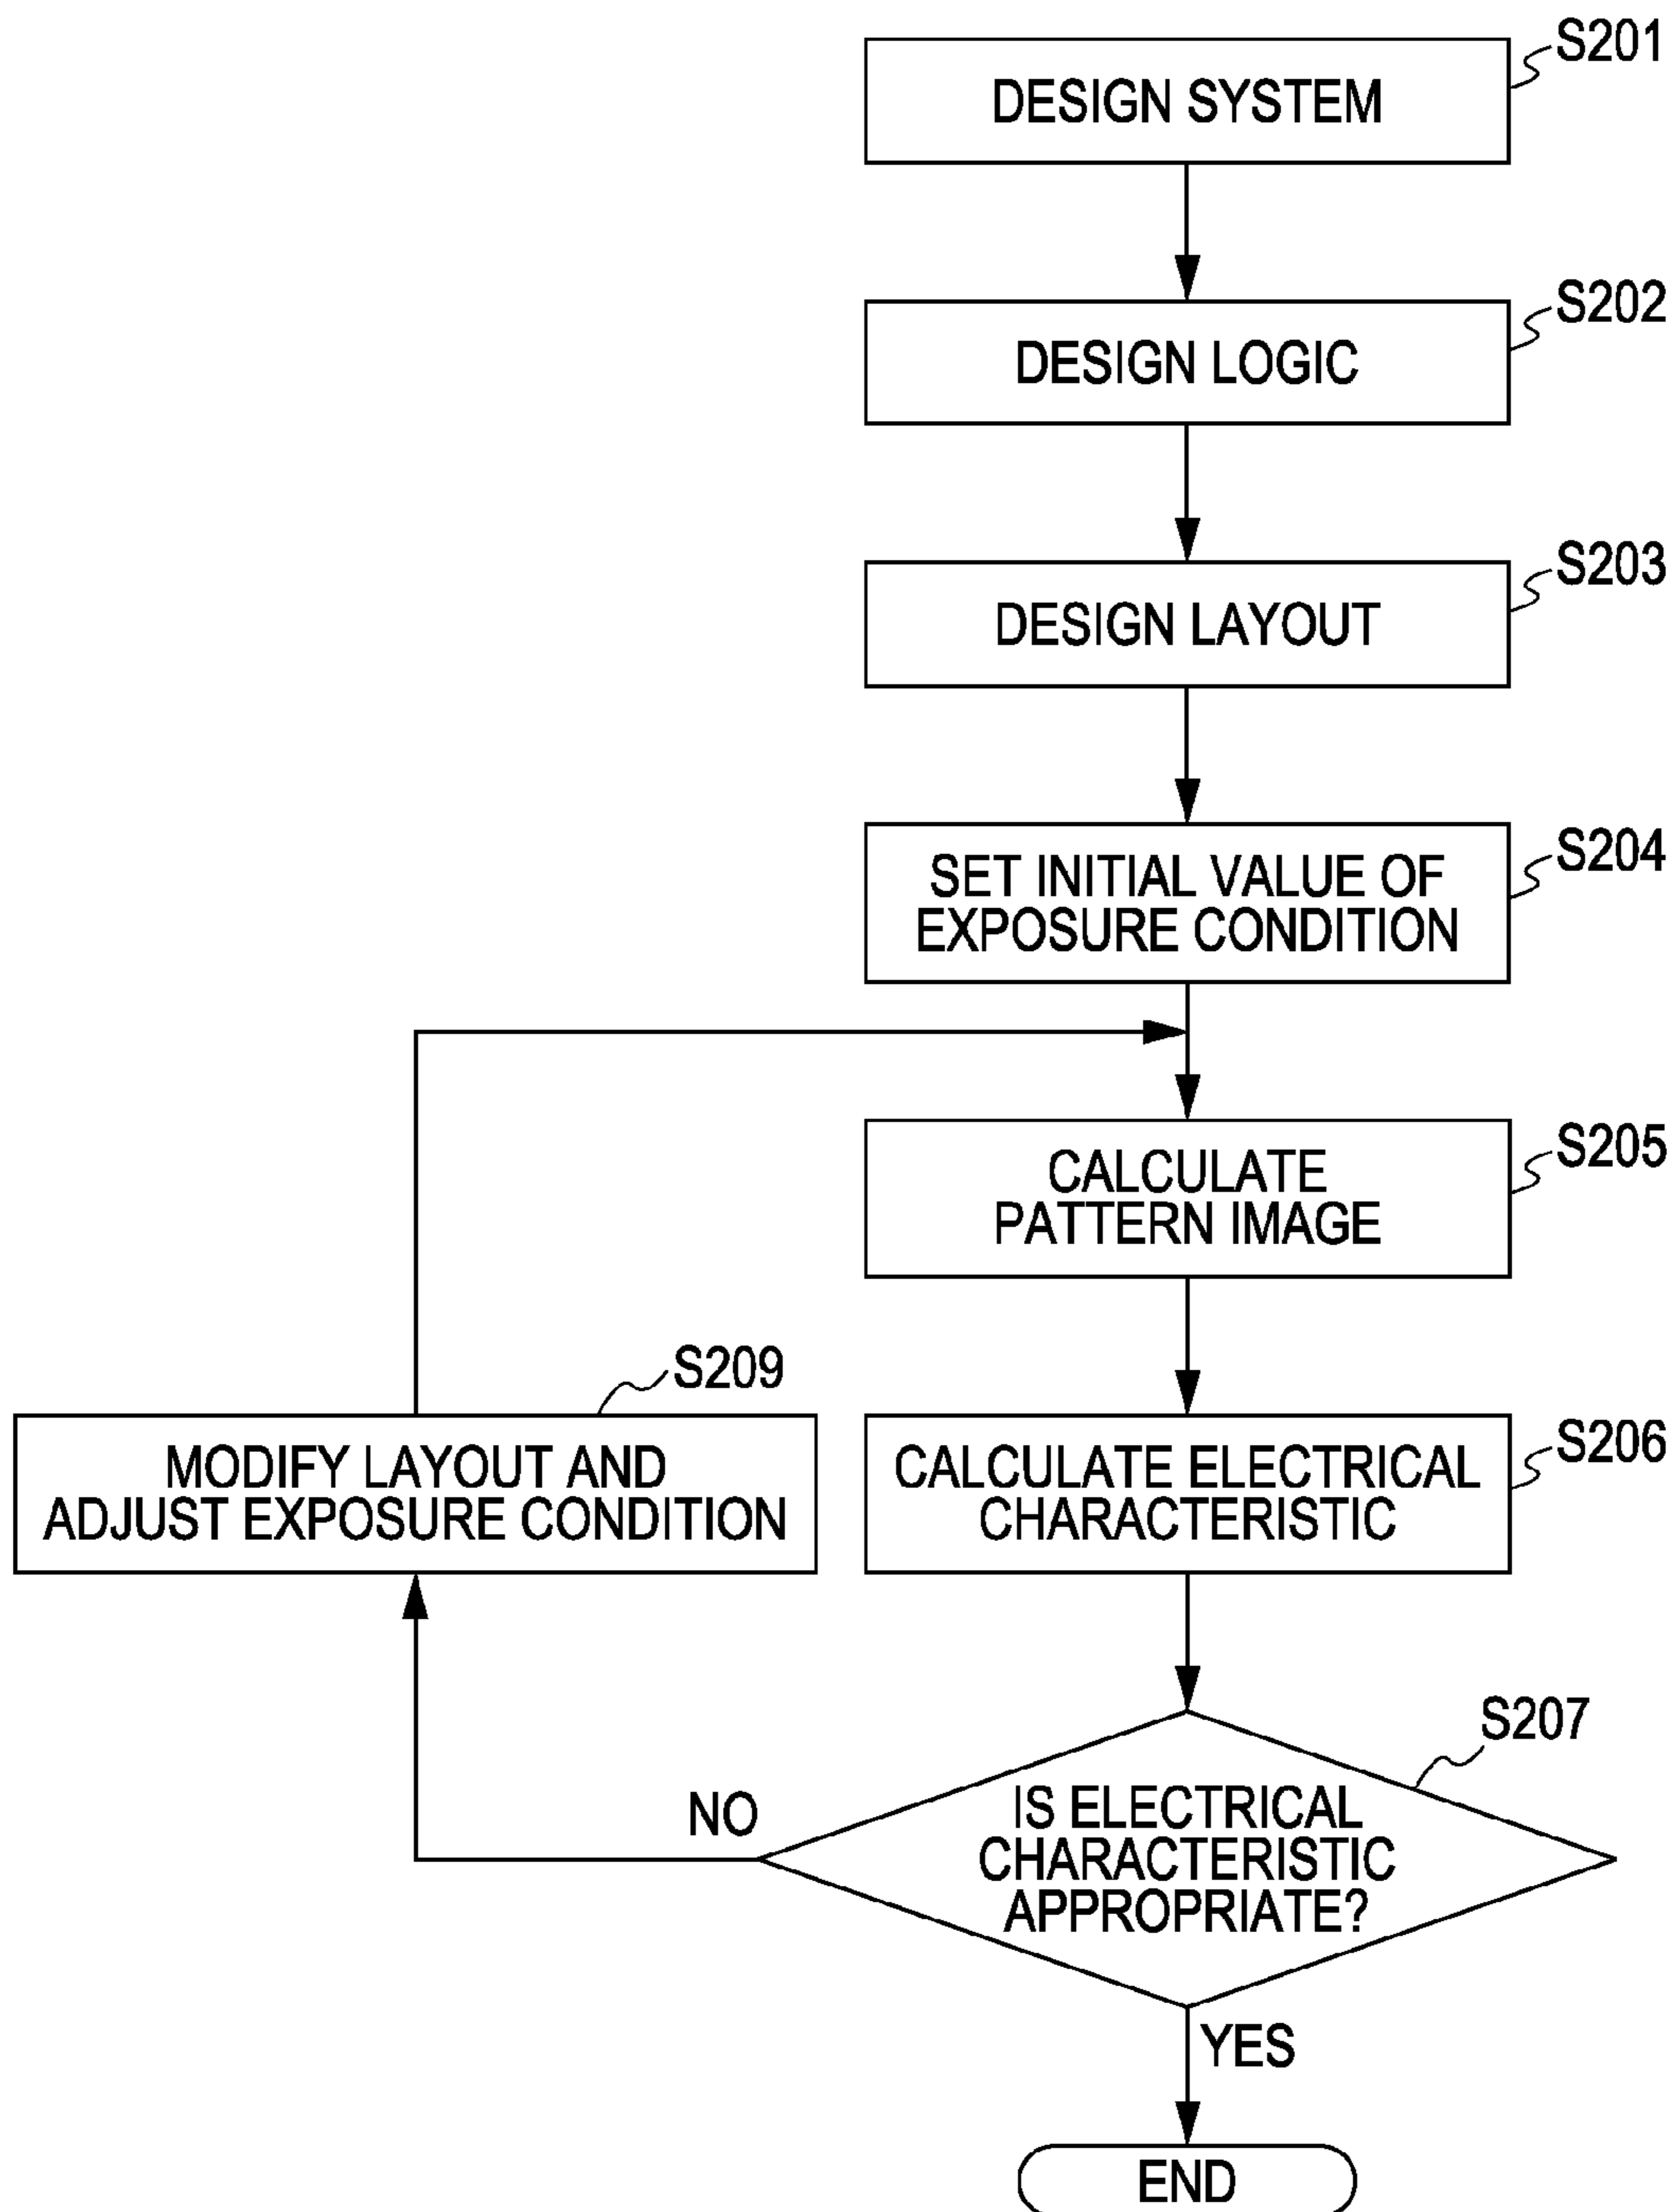 S201
DESIGN SYSTEM
S202
DESIGN LOGIC
S203
DESIGN LAYOUT
S204
SET INITIAL VALUE OF
EXPOSURE CONDITION
S205
CALCULATE
PATTERN IMAGE
S209
MODIFY LAYOUT AND
ADJUST EXPOSURE CONDITION
S206
CALCULATE ELECTRICAL
CHARACTERISTIC
S207
IS ELECTRICAL
CHARACTERISTIC
APPROPRIATE?
NO
YES
END